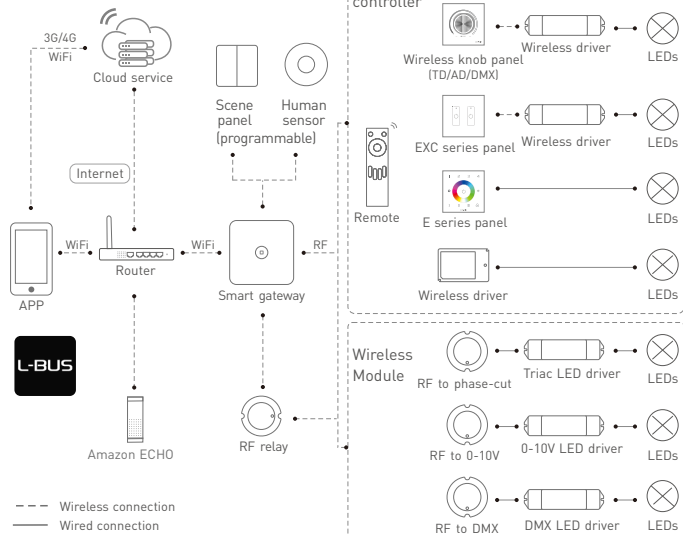 controller
3G/4G
WiFi
Cloud service
Wireless knob panel
(TD/AD/DMX)
Wireless driver
LEDs
Scene
panel
Human
sensor
(programmable)
EXC series panel
Wireless driver
LEDs
Internet
Remote
E series panel
LEDs
WiFi
WiFi
RF
APP
Router
Smart gateway
Wireless driver
LEDs
L-BUS
Wireless
Module
RF to phase-cut
Triac LED driver
LEDs
Amazon ECHO
RF relay
RF to 0-10V
0-10V LED driver
LEDs
Wireless connection
Wired connection
RF to DMX
DMX LED driver
LEDs